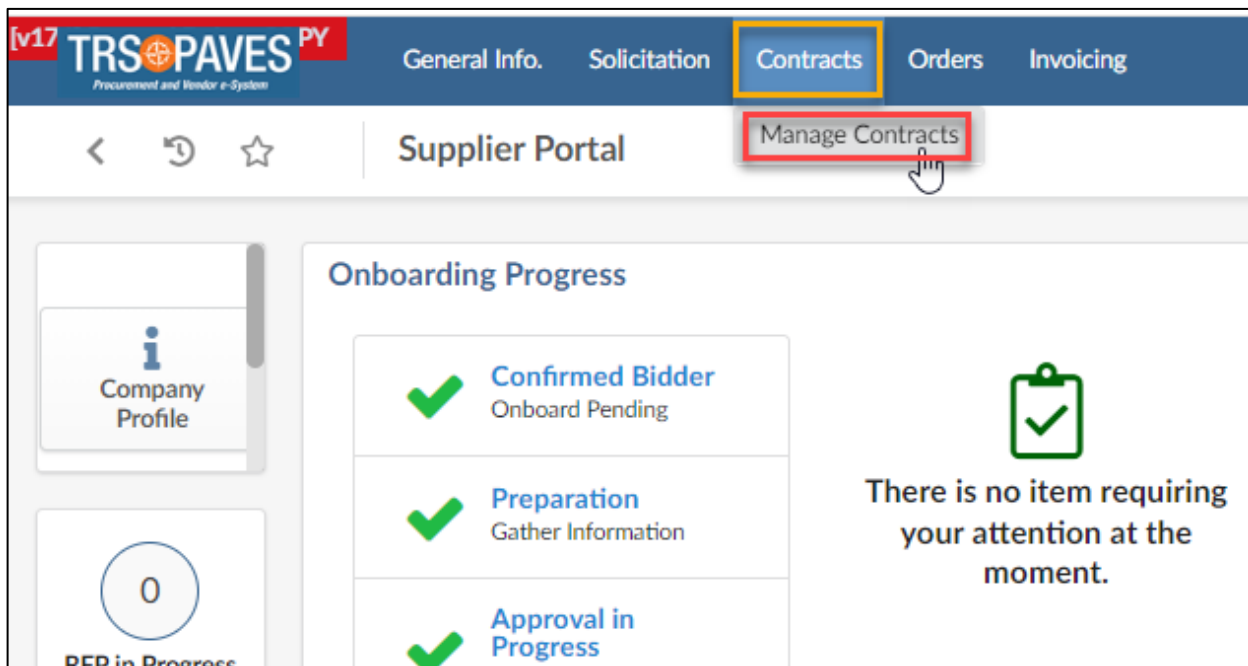 [v17 PY
TRS PAVES
Procurement and Vendor e-System
General Info. Solicitation Contracts Orders Invoicing
Supplier Portal
Manage Contracts
Company
Profile
0
RFP in Progress
Onboarding Progress
Confirmed Bidder
Onboard Pending
Preparation
Gather Information
Approval in
Progress
There is no item requiring
your attention at the
moment.